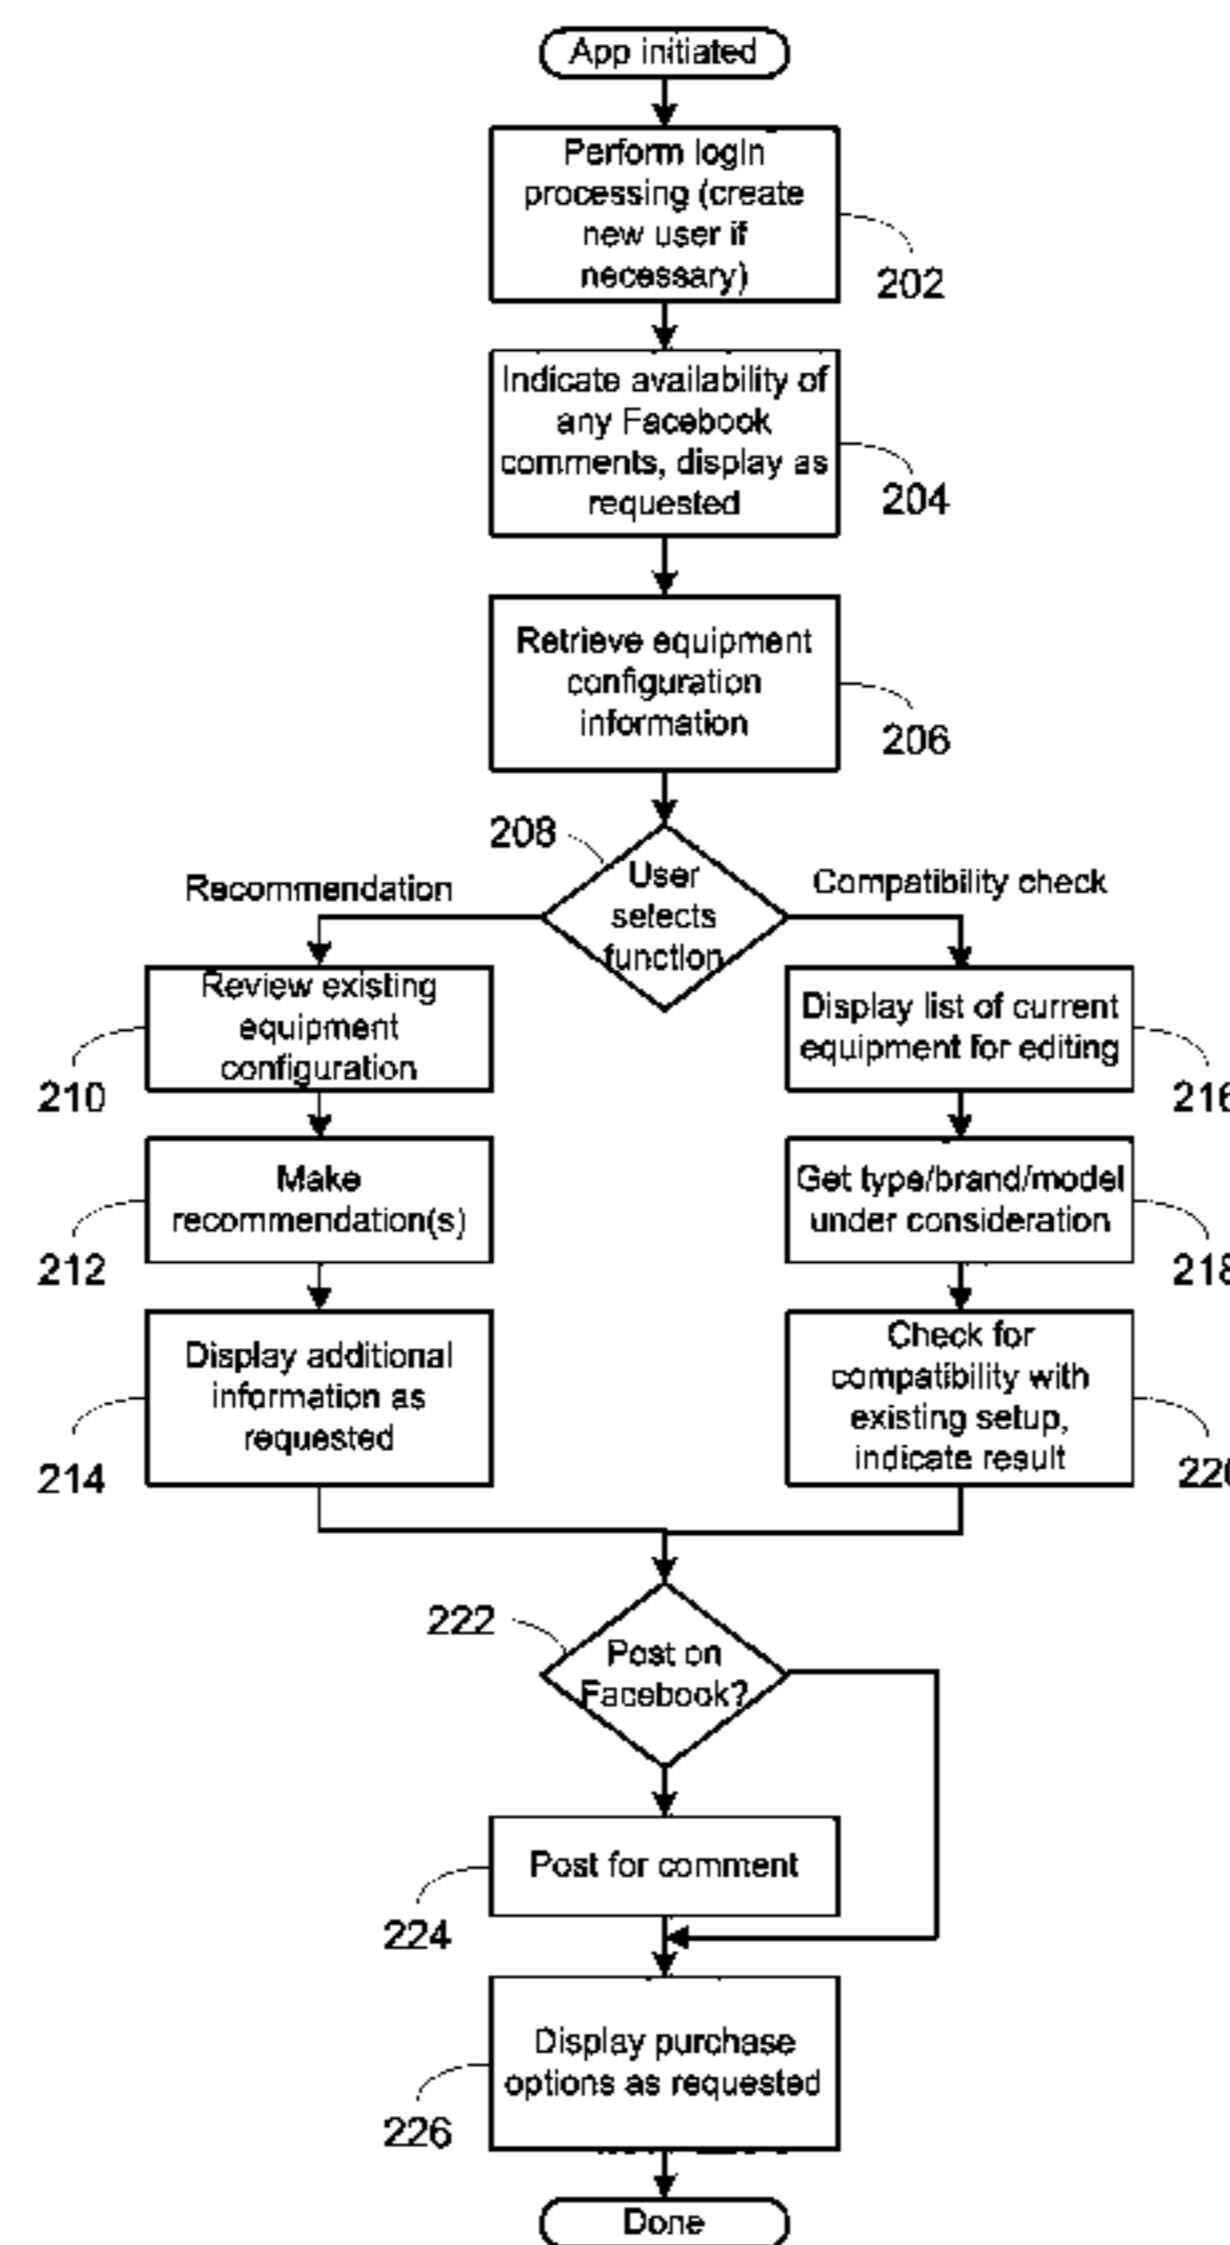 App initiated
Perform logIn
processing (create
new user if
necessary)
202
Indicate availability of
any Facebook
comments, display as
requested
204
Retrieve equipment
configuration
information
206
208
User
selects
function
Recommendation
Compatibility check
Review existing
equipment
configuration
210
Make
recommendation(s)
212
Display additional
information as
requested
214
Display list of current
equipment for editing
216
Get type/brand/model
under consideration
218
Check for
compatibility with
existing setup,
indicate result
220
222
Post on
Facebook?
Post for comment
224
Display purchase
options as requested
226
Done